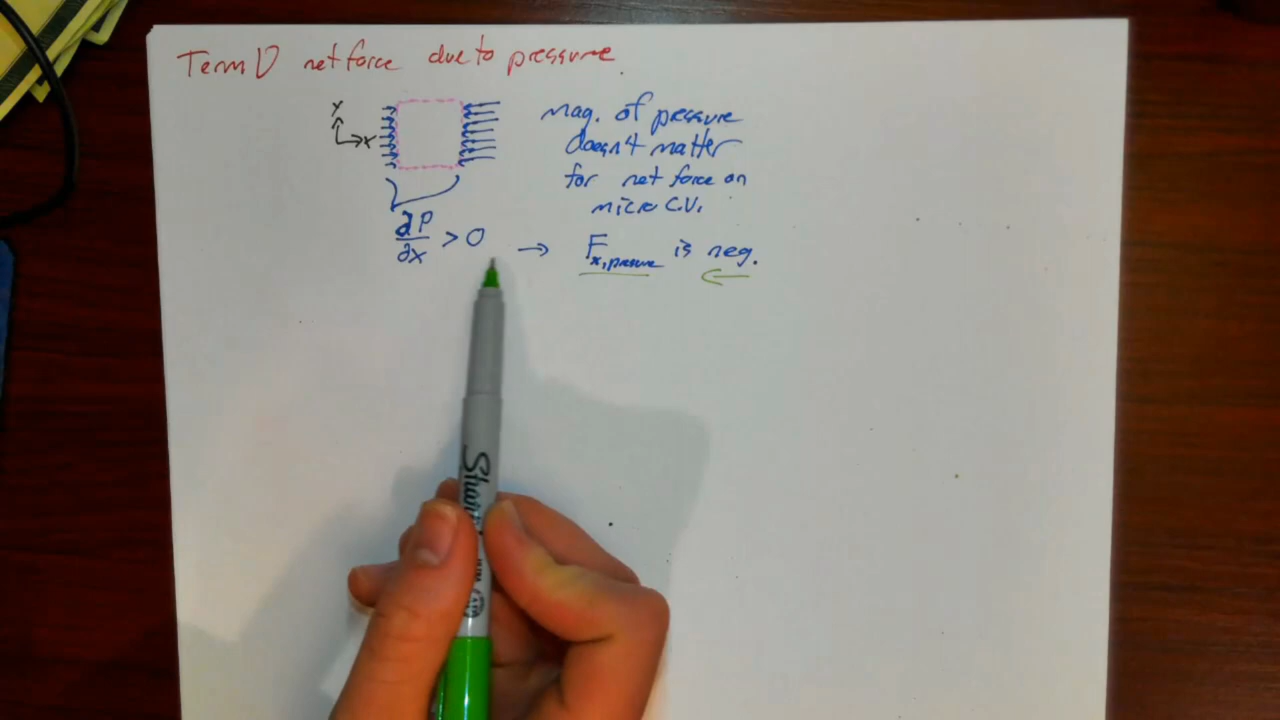 Term D net force due to pressure
Y
X
Mag. of pressure
doesn't matter
for net force on
micro C.V.
∂P/∂x > 0 → Fx,pressure is neg.
Sharpie